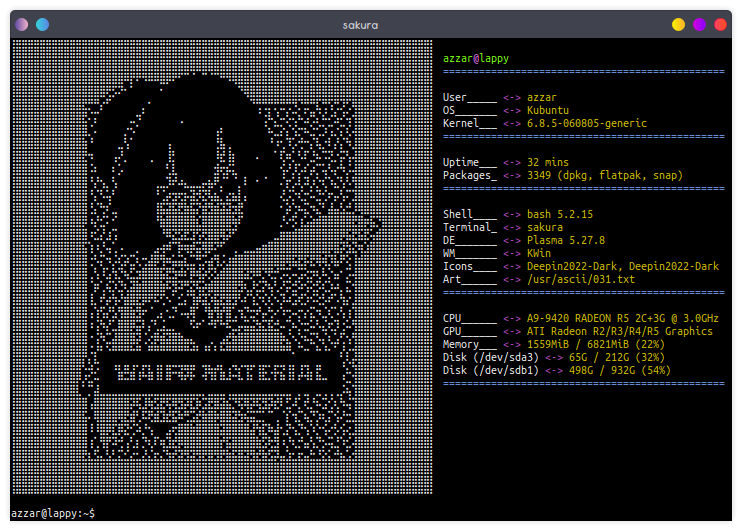 sakura
azzar@lappy
User_____ <-> azzar
OS_______ <-> Kubuntu
Kernel___ <-> 6.8.5-060805-generic
Uptime___ <-> 32 mins
Packages_ <-> 3349 (dpkg, flatpak, snap)
Shell____ <-> bash 5.2.15
Terminal_ <-> sakura
DE_______ <-> Plasma 5.27.8
WM_______ <-> KWin
Icons____ <-> Deepin2022-Dark, Deepin2022-Dark
Art______ <-> /usr/ascii/031.txt
CPU______ <-> A9-9420 RADEON R5 2C+3G @ 3.0GHz
GPU______ <-> ATI Radeon R2/R3/R4/R5 Graphics
Memory___ <-> 1559MiB / 6821MiB (22%)
Disk (/dev/sda3) <-> 65G / 212G (32%)
Disk (/dev/sdb1) <-> 498G / 932G (54%)
WAIFU MATERIAL
azzar@lappy:~$